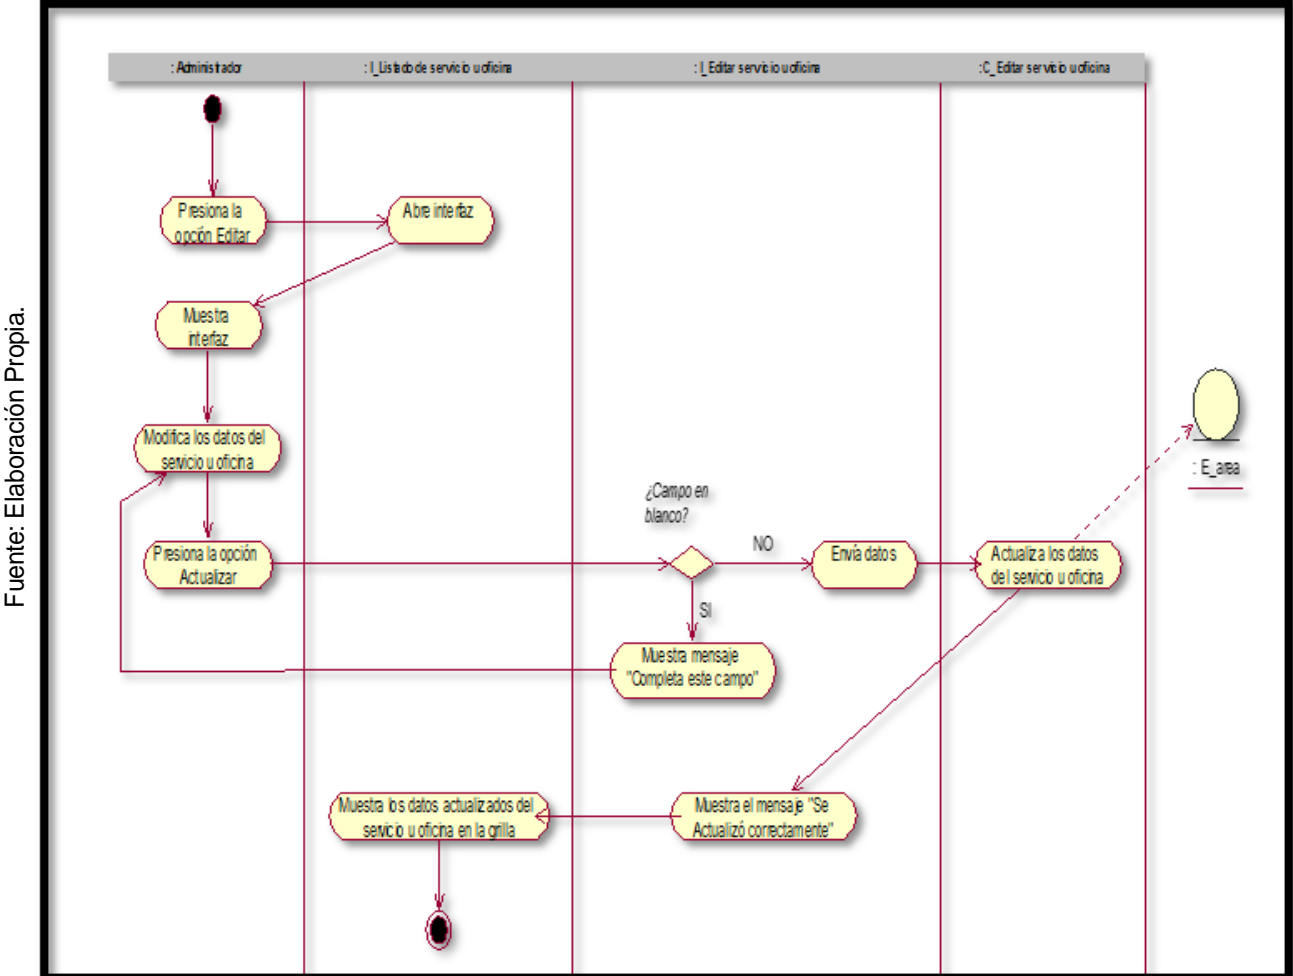 Fuente: Elaboración Propia.
: Administrador
: I_Listado de servicio u oficina
: I_Editar servicio u oficina
: C_Editar servicio u oficina
Presiona la
opción Editar
Abre interfaz
Muestra
interfaz
Modifica los datos del
servicio u oficina
: E_area
¿Campo en
blanco?
Presiona la opción
Actualizar
NO
Envía datos
Actualiza los datos
del servicio u oficina
SI
Muestra mensaje
"Completa este campo"
Muestra los datos actualizados del
servicio u oficina en la grilla
Muestra el mensaje "Se
Actualizó correctamente"